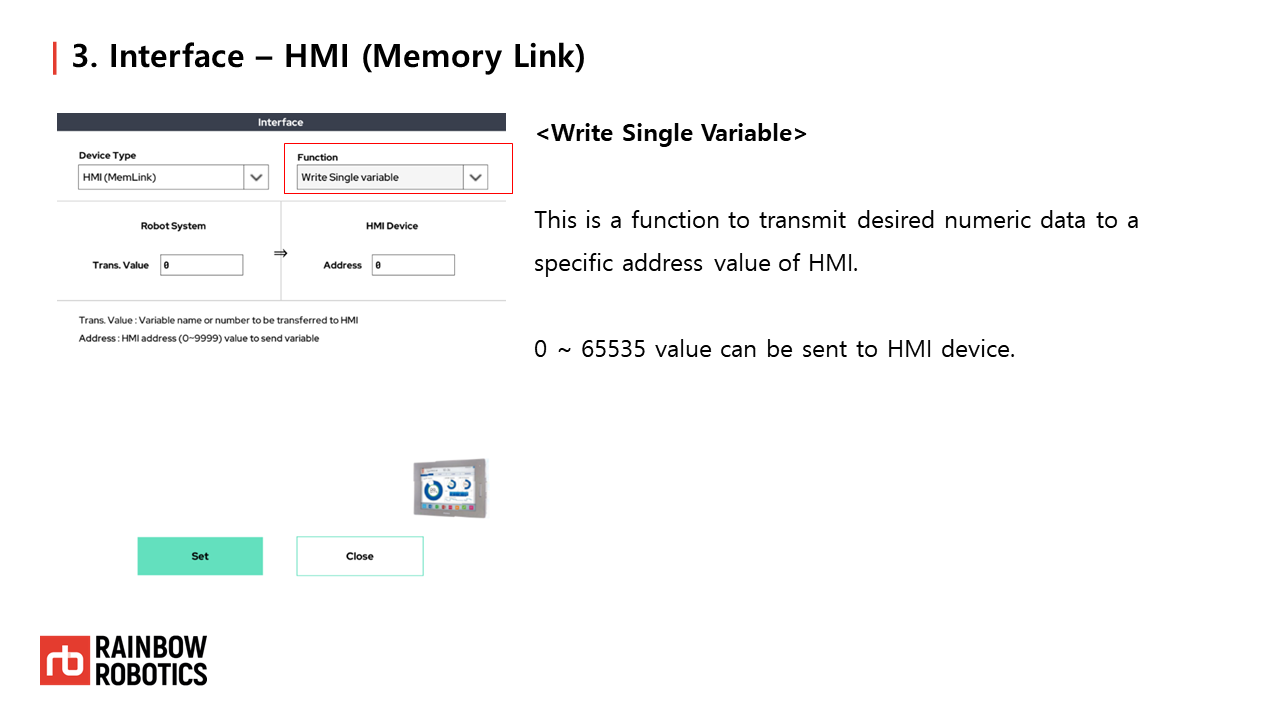 3. Interface – HMI (Memory Link)
Interface
Device Type
Function
HMI (MemLink)
Write Single variable
Robot System
HMI Device
⇒
Trans. Value
0
Address
0
Trans. Value : Variable name or number to be transferred to HMI
Address : HMI address (0~9999) value to send variable
Set
Close
<Write Single Variable>
This is a function to transmit desired numeric data to a
specific address value of HMI.
0 ~ 65535 value can be sent to HMI device.
rb
RAINBOW
ROBOTICS